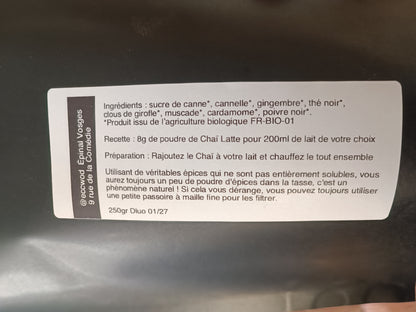 Ingrédients : sucre de canne*, cannelle*, gingembre*, thé noir*,
clous de girofle*, muscade*, cardamome*, poivre noir*.
*Produit issu de l'agriculture biologique FR-BIO-01
Recette : 8g de poudre de Chaï Latte pour 200ml de lait de votre choix
Préparation : Rajoutez le Chaï à votre lait et chauffez le tout ensemble
Utilisant de véritables épices qui ne sont pas entièrement solubles, vous
aurez toujours un peu de poudre d'épices dans la tasse, c'est un
phénomène naturel ! Si cela vous dérange, vous pouvez toujours utiliser
une petite passoire à maille fine pour les filtrer.
250gr Dluo 01/27
@eccwod Épinal Vosges
9 rue de la Comédie